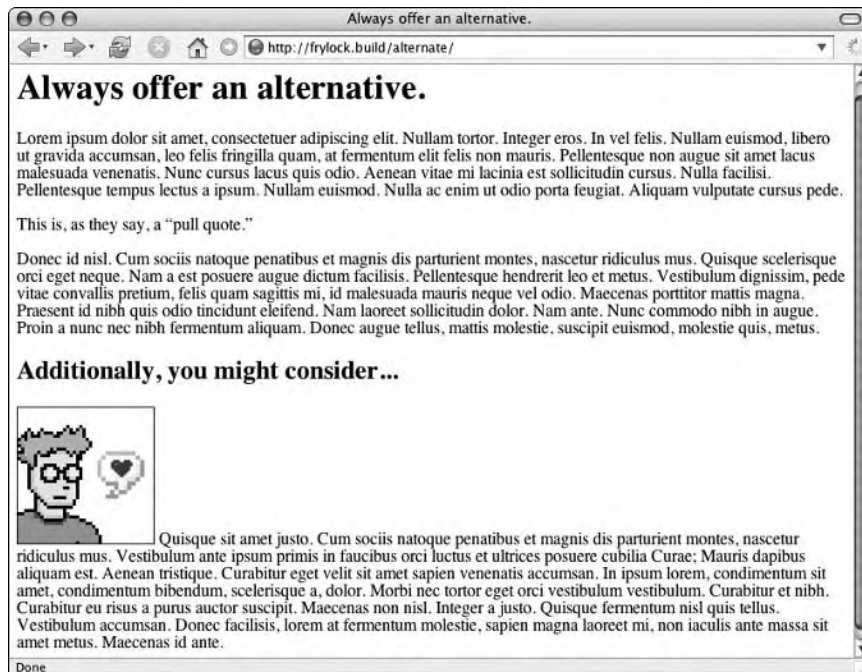 Always offer an alternative.
http://frylock.build/alternate/
Always offer an alternative.
Lorem ipsum dolor sit amet, consectetuer adipiscing elit. Nullam tortor. Integer eros. In vel felis. Nullam euismod, libero
ut gravida accumsan, leo felis fringilla quam, at fermentum elit felis non mauris. Pellentesque non augue sit amet lacus
malesuada venenatis. Nunc cursus lacus quis odio. Aenean vitae mi lacinia est sollicitudin cursus. Nulla facilisi.
Pellentesque tempus lectus a ipsum. Nullam euismod. Nulla ac enim ut odio porta feugiat. Aliquam vulputate cursus pede.
This is, as they say, a “pull quote.”
Donec id nisl. Cum sociis natoque penatibus et magnis dis parturient montes, nascetur ridiculus mus. Quisque scelerisque
orci eget neque. Nam a est posuere augue dictum facilisis. Pellentesque hendrerit leo et metus. Vestibulum dignissim, pede
vitae convallis pretium, felis quam sagittis mi, id malesuada mauris neque vel odio. Maecenas porttitor mattis magna.
Praesent id nibh quis odio tincidunt eleifend. Nam laoreet sollicitudin dolor. Nam ante. Nunc commodo nibh in augue.
Proin a nunc nec nibh fermentum aliquam. Donec augue tellus, mattis molestie, suscipit euismod, molestie quis, metus.
Additionally, you might consider...
Quisque sit amet justo. Cum sociis natoque penatibus et magnis dis parturient montes, nascetur
ridiculus mus. Vestibulum ante ipsum primis in faucibus orci luctus et ultrices posuere cubilia Curae; Mauris dapibus
aliquam est. Aenean tristique. Curabitur eget velit sit amet sapien venenatis accumsan. In ipsum lorem, condimentum sit
amet, condimentum bibendum, scelerisque a, dolor. Morbi nec tortor eget orci vestibulum vestibulum. Curabitur et nibh.
Curabitur eu risus a purus auctor suscipit. Maecenas non nisl. Integer a justo. Quisque fermentum nisl quis tellus.
Vestibulum accumsan. Donec facilisis, lorem at fermentum molestie, sapien magna laoreet mi, non iaculis ante massa sit
amet metus. Maecenas id ante.
Done